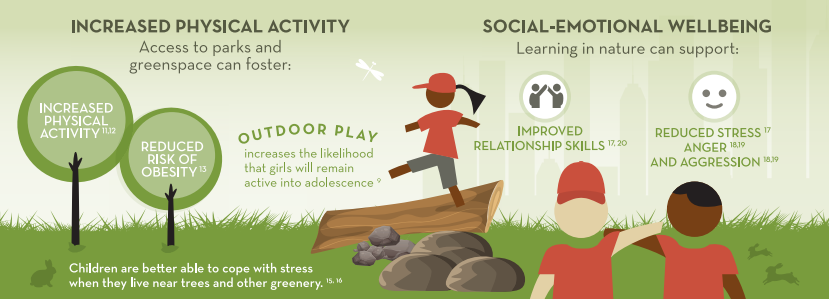 INCREASED PHYSICAL ACTIVITY
Access to parks and
greenspace can foster:
INCREASED
PHYSICAL
ACTIVITY 11,12
REDUCED
RISK OF
OBESITY 13
OUTDOOR PLAY
increases the likelihood
that girls will remain
active into adolescence 9
Children are better able to cope with stress
when they live near trees and other greenery. 15, 16
SOCIAL-EMOTIONAL WELLBEING
Learning in nature can support:
IMPROVED
RELATIONSHIP SKILLS 17, 20
REDUCED STRESS 17
ANGER 18,19
AND AGGRESSION 18,19